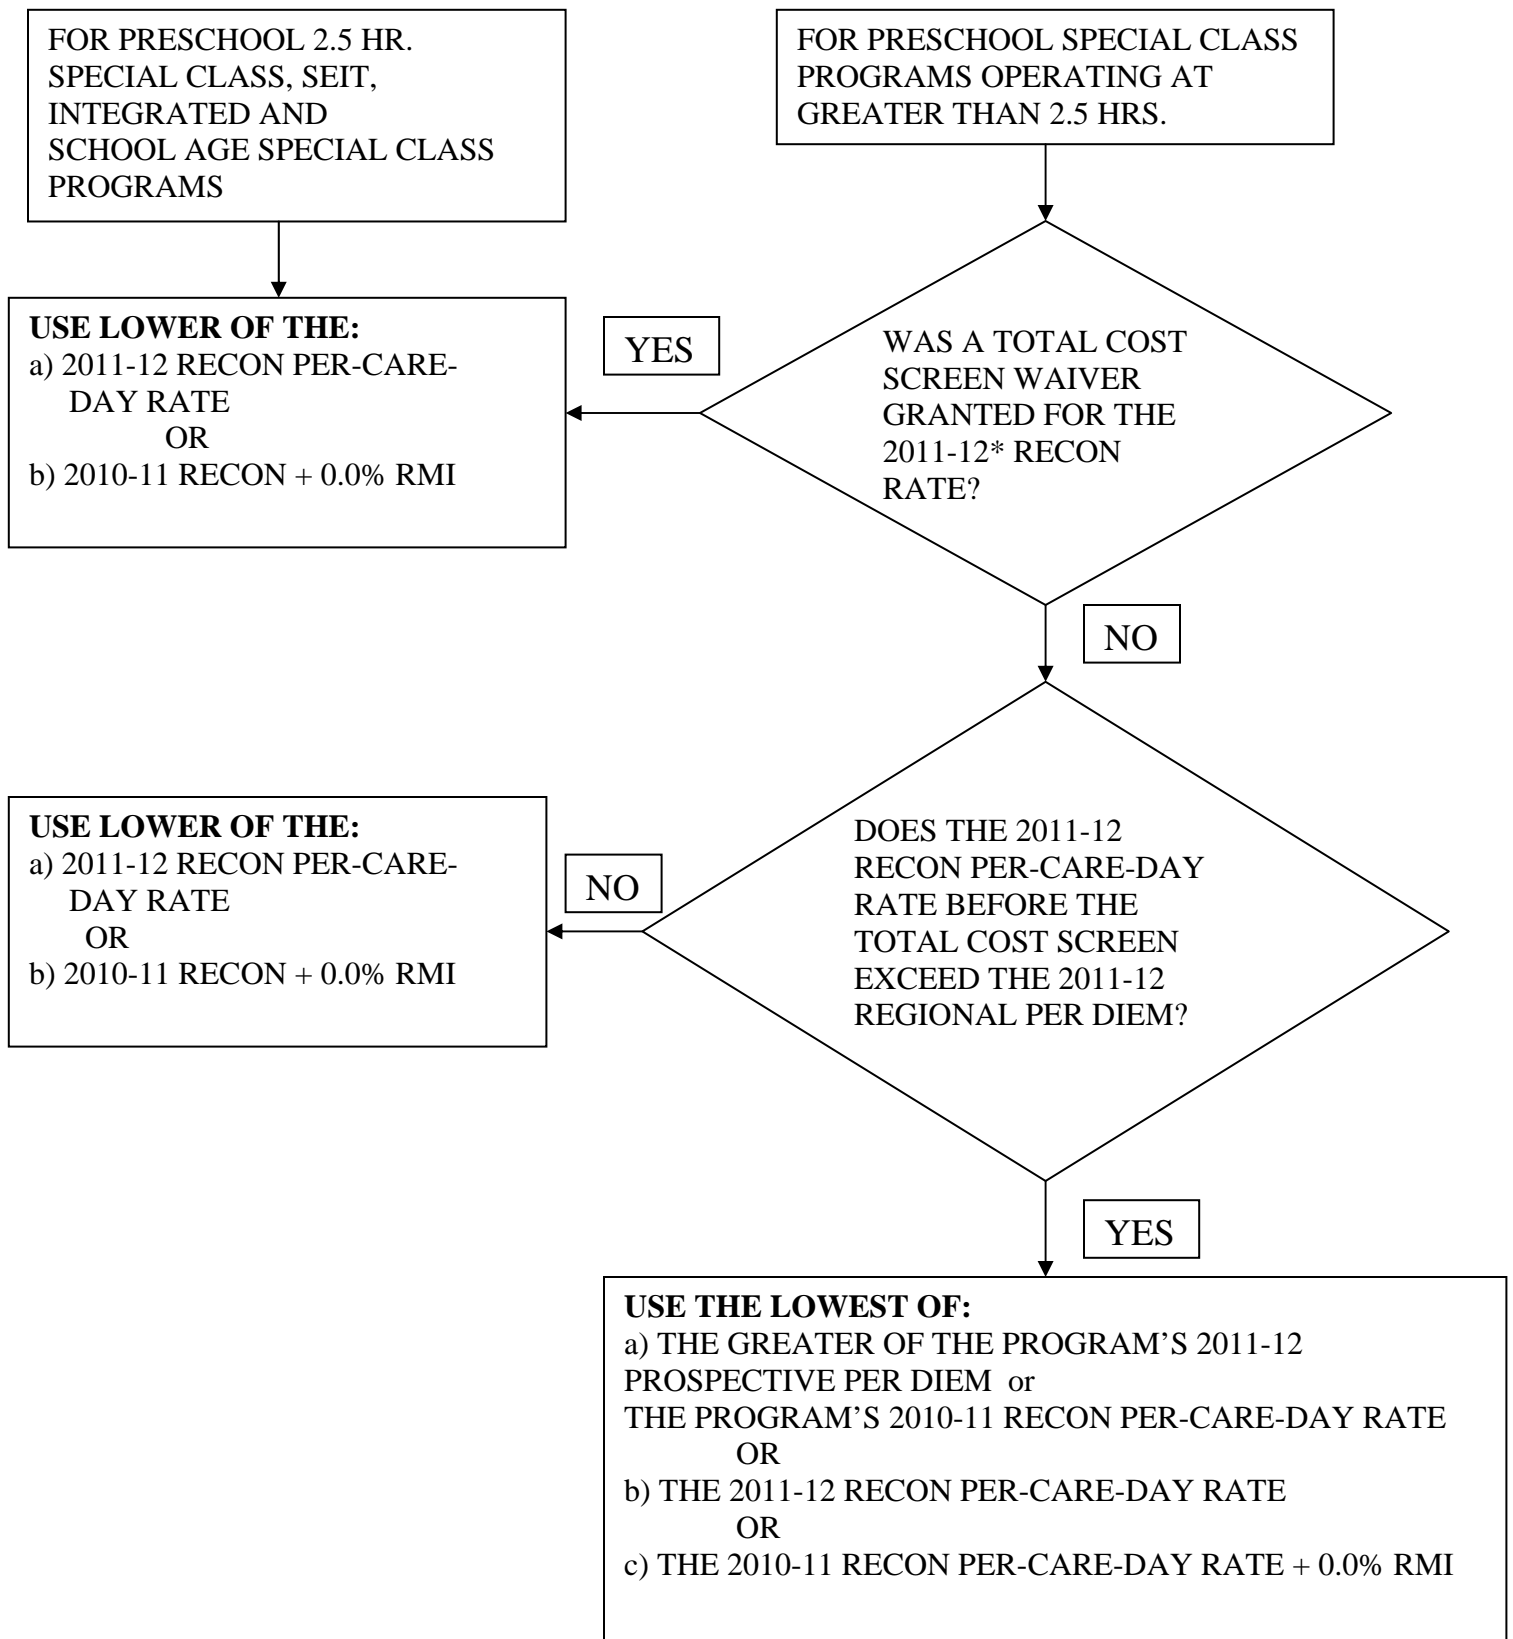 FOR PRESCHOOL 2.5 HR.
SPECIAL CLASS, SEIT,
INTEGRATED AND
SCHOOL AGE SPECIAL CLASS
PROGRAMS
FOR PRESCHOOL SPECIAL CLASS
PROGRAMS OPERATING AT
GREATER THAN 2.5 HRS.
USE LOWER OF THE:
a) 2011-12 RECON PER-CARE-
DAY RATE
OR
b) 2010-11 RECON + 0.0% RMI
YES
WAS A TOTAL COST
SCREEN WAIVER
GRANTED FOR THE
2011-12* RECON
RATE?
NO
USE LOWER OF THE:
a) 2011-12 RECON PER-CARE-
DAY RATE
OR
b) 2010-11 RECON + 0.0% RMI
NO
DOES THE 2011-12
RECON PER-CARE-DAY
RATE BEFORE THE
TOTAL COST SCREEN
EXCEED THE 2011-12
REGIONAL PER DIEM?
YES
USE THE LOWEST OF:
a) THE GREATER OF THE PROGRAM’S 2011-12
PROSPECTIVE PER DIEM or
THE PROGRAM’S 2010-11 RECON PER-CARE-DAY RATE
OR
b) THE 2011-12 RECON PER-CARE-DAY RATE
OR
c) THE 2010-11 RECON PER-CARE-DAY RATE + 0.0% RMI